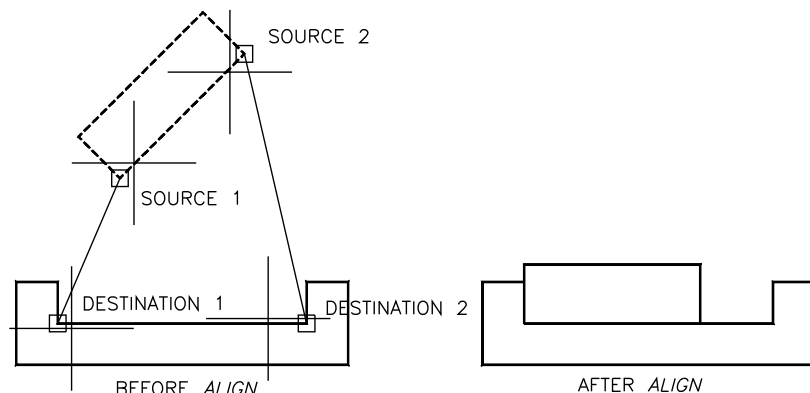 SOURCE 2
SOURCE 1
DESTINATION 1
DESTINATION 2
BEFORE ALIGN
AFTER ALIGN